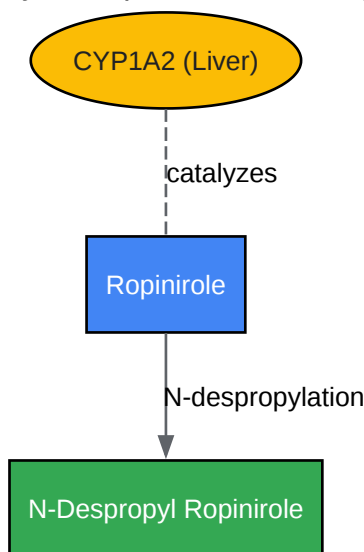 CYP1A2 (Liver)
catalyzes
Ropinirole
N-despropylation
N-Despropyl Ropinirole